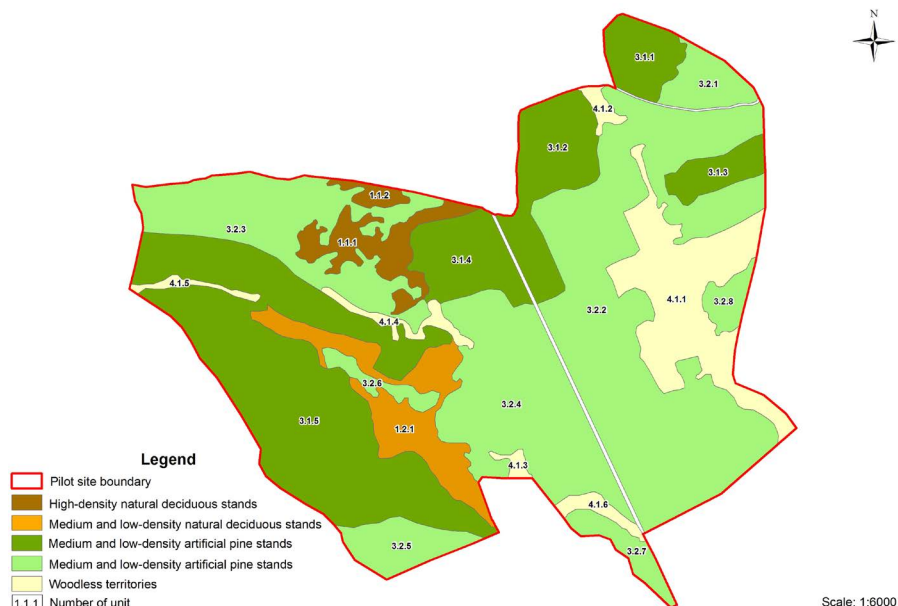 N
3.1.1
3.2.1
4.1.2
3.1.2
3.1.3
1.1.2
3.2.3
1.1.1
3.1.4
4.1.5
4.1.1
3.2.8
3.2.2
4.1.4
3.2.6
3.2.4
3.1.5
1.2.1
4.1.3
4.1.6
3.2.5
3.2.7
Legend
Pilot site boundary
High-density natural deciduous stands
Medium and low-density natural deciduous stands
Medium and low-density artificial pine stands
Medium and low-density artificial pine stands
Woodless territories
1.1.1 Number of unit
Scale: 1:6000